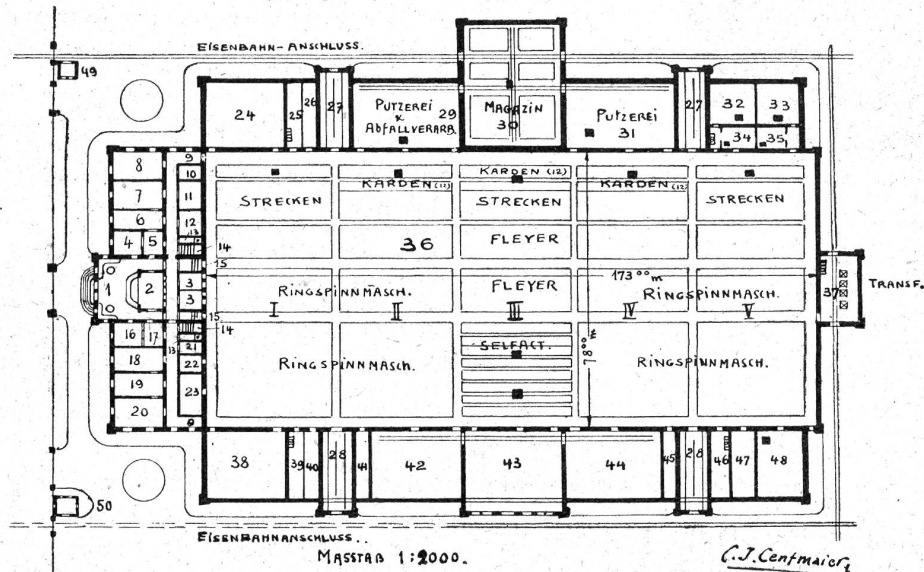 EISENBAHN-ANSCHLUSS.
49
24
25
26
27
PUTZEREI
&
ABFALLVERARB.
29
MAGAZIN
30
PUTZEREI
31
27
32
33
34
35
8
9
10
7
11
6
12
4
5
13
14
15
1
2
3
3
15
14
16
17
13
21
18
22
19
23
20
9
KARDEN (12)
KARDEN (12)
KARDEN (12)
STRECKEN
STRECKEN
STRECKEN
36
FLEYER
FLEYER
173⁰⁰ m
78⁰⁰ m
RINGSPINNMASCH.
RINGSPINNMASCH.
I
II
III
IV
V
SELFACT.
RINGSPINNMASCH.
RINGSPINNMASCH.
37
TRANSF.
38
39
40
28
41
42
43
44
45
28
46
47
48
50
EISENBAHNANSCHLUSS..
MASSTAB 1:2000.
C.J. Centmaier